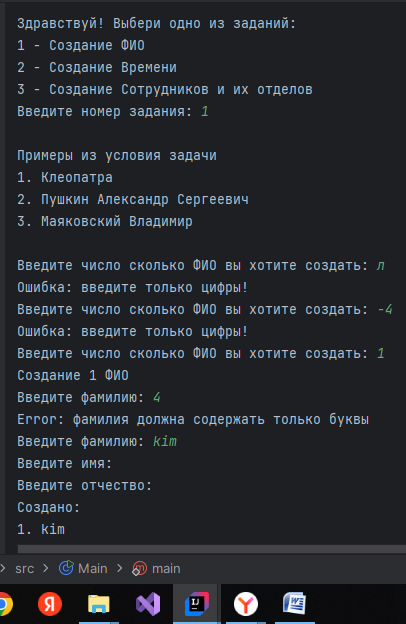 Здравствуй! Выбери одно из заданий:
1 - Создание ФИО
2 - Создание Времени
3 - Создание Сотрудников и их отделов
Введите номер задания: 1
Примеры из условия задачи
1. Клеопатра
2. Пушкин Александр Сергеевич
3. Маяковский Владимир
Введите число сколько ФИО вы хотите создать: л
Ошибка: введите только цифры!
Введите число сколько ФИО вы хотите создать: -4
Ошибка: введите только цифры!
Введите число сколько ФИО вы хотите создать: 1
Создание 1 ФИО
Введите фамилию: 4
Error: фамилия должна содержать только буквы
Введите фамилию: kim
Введите имя:
Введите отчество:
Создано:
1. kim
src > Main > main